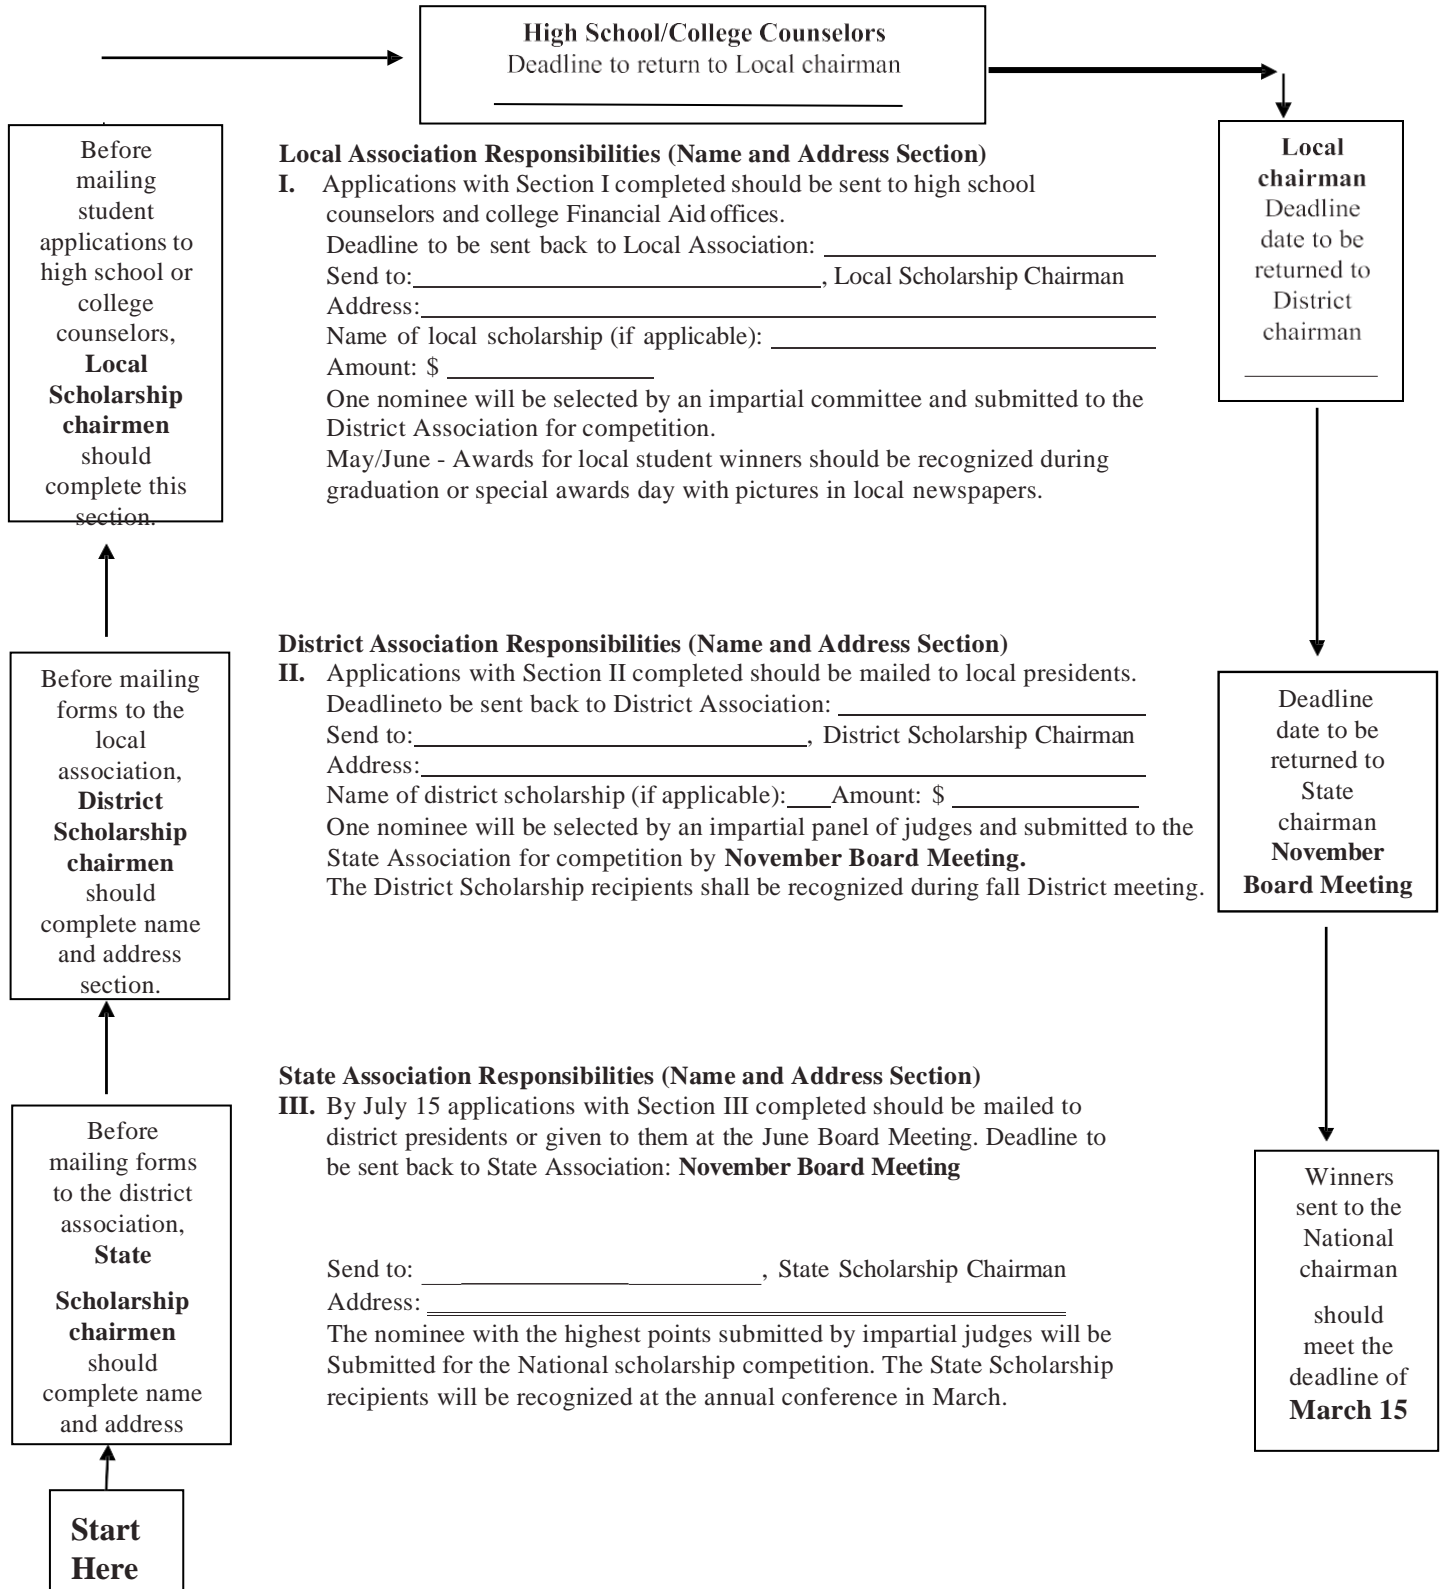 High School/College Counselors
Deadline to return to Local chairman
Before
mailing
student
applications to
high school or
college
counselors,
Local
Scholarship
chairmen
should
complete this
section.
Local Association Responsibilities (Name and Address Section)
I. Applications with Section I completed should be sent to high school
counselors and college Financial Aid offices.
Deadline to be sent back to Local Association:
Send to: , Local Scholarship Chairman
Address:
Name of local scholarship (if applicable):
Amount: $
One nominee will be selected by an impartial committee and submitted to the
District Association for competition.
May/June - Awards for local student winners should be recognized during
graduation or special awards day with pictures in local newspapers.
Local
chairman
Deadline
date to be
returned to
District
chairman
Before mailing
forms to the
local
association,
District
Scholarship
chairmen
should
complete name
and address
section.
District Association Responsibilities (Name and Address Section)
II. Applications with Section II completed should be mailed to local presidents.
Deadlineto be sent back to District Association:
Send to: , District Scholarship Chairman
Address:
Name of district scholarship (if applicable): Amount: $
One nominee will be selected by an impartial panel of judges and submitted to the
State Association for competition by November Board Meeting.
The District Scholarship recipients shall be recognized during fall District meeting.
Deadline
date to be
returned to
State
chairman
November
Board Meeting
Before
mailing forms
to the district
association,
State
Scholarship
chairmen
should
complete name
and address
State Association Responsibilities (Name and Address Section)
III. By July 15 applications with Section III completed should be mailed to
district presidents or given to them at the June Board Meeting. Deadline to
be sent back to State Association: November Board Meeting
Send to: , State Scholarship Chairman
Address:
The nominee with the highest points submitted by impartial judges will be
Submitted for the National scholarship competition. The State Scholarship
recipients will be recognized at the annual conference in March.
Winners
sent to the
National
chairman
should
meet the
deadline of
March 15
Start
Here